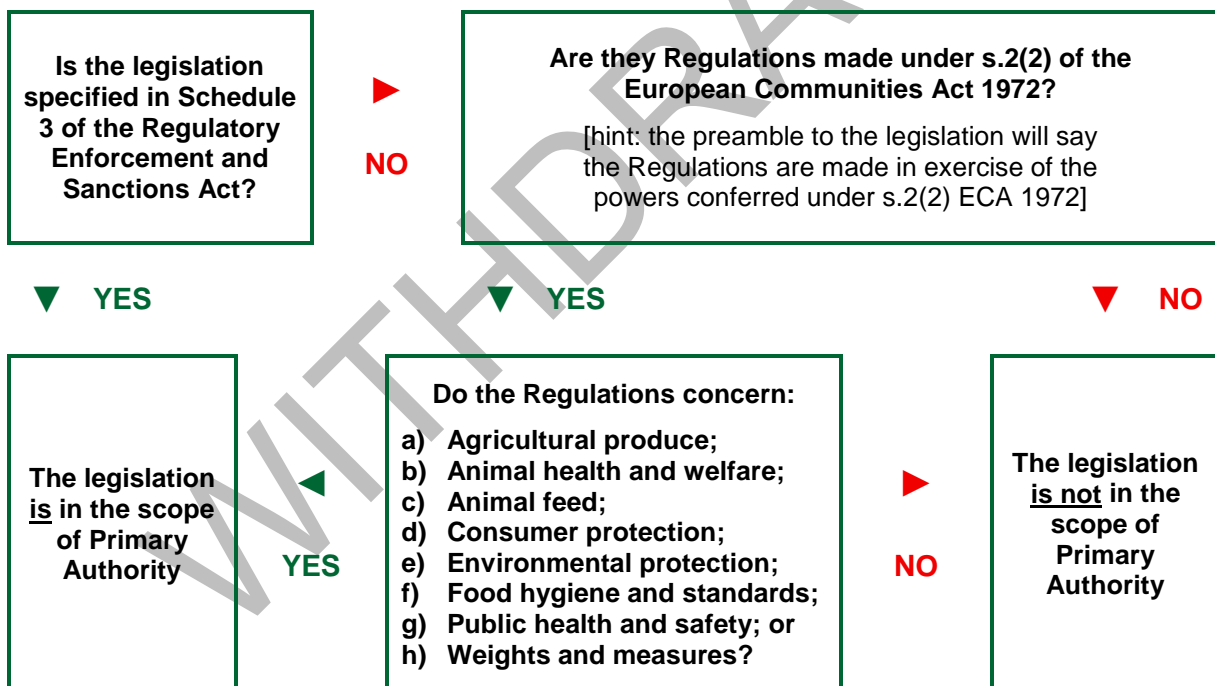 Is the legislation
specified in Schedule
3 of the Regulatory
Enforcement and
Sanctions Act?
NO
Are they Regulations made under s.2(2) of the
European Communities Act 1972?
[hint: the preamble to the legislation will say
the Regulations are made in exercise of the
powers conferred under s.2(2) ECA 1972]
YES
YES
NO
The legislation
is in the scope
of Primary
Authority
YES
Do the Regulations concern:
a) Agricultural produce;
b) Animal health and welfare;
c) Animal feed;
d) Consumer protection;
e) Environmental protection;
f) Food hygiene and standards;
g) Public health and safety; or
h) Weights and measures?
NO
The legislation
is not in the
scope of
Primary
Authority
WITHDRA